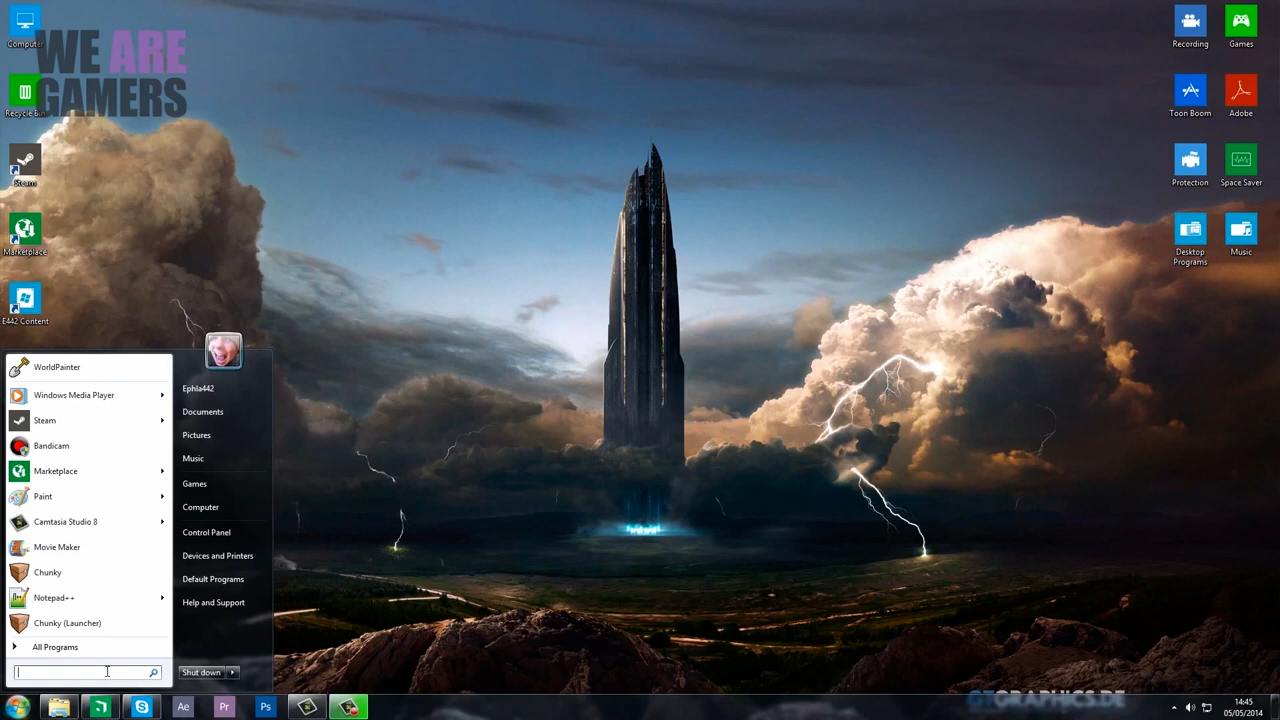 WE ARE
GAMERS
Computer
Recycle Bin
Steam
Marketplace
E442 Content
Recording
Games
Toon Boom
Adobe
Protection
Space Saver
Desktop
Programs
Music
WorldPainter
Windows Media Player
Steam
Bandicam
Marketplace
Paint
Camtasia Studio 8
Movie Maker
Chunky
Notepad++
Chunky (Launcher)
All Programs
Ephla442
Documents
Pictures
Music
Games
Computer
Control Panel
Devices and Printers
Default Programs
Help and Support
Shut down
Ae
Pr
Ps
GTGRAPHICS.DE
14:45
05/05/2014